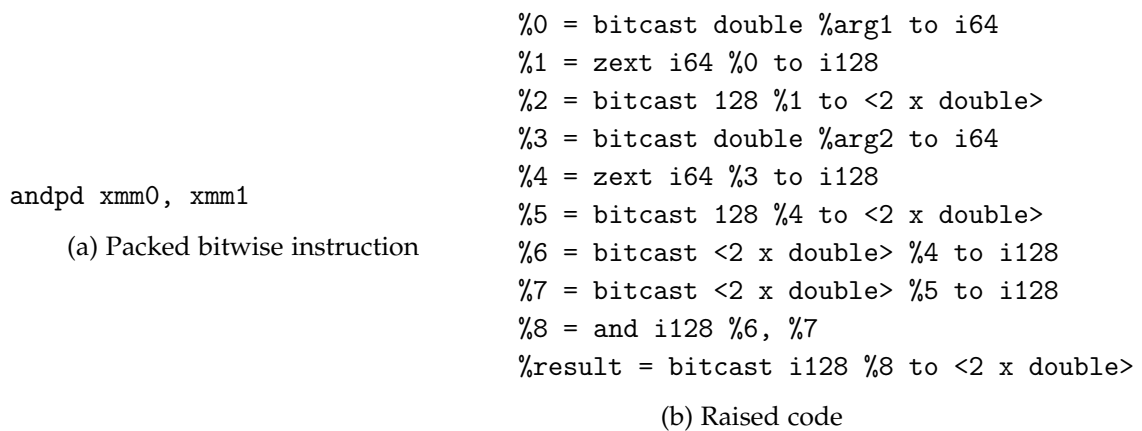 andpd xmm0, xmm1
(a) Packed bitwise instruction
%0 = bitcast double %arg1 to i64
%1 = zext i64 %0 to i128
%2 = bitcast 128 %1 to <2 x double>
%3 = bitcast double %arg2 to i64
%4 = zext i64 %3 to i128
%5 = bitcast 128 %4 to <2 x double>
%6 = bitcast <2 x double> %4 to i128
%7 = bitcast <2 x double> %5 to i128
%8 = and i128 %6, %7
%result = bitcast i128 %8 to <2 x double>
(b) Raised code